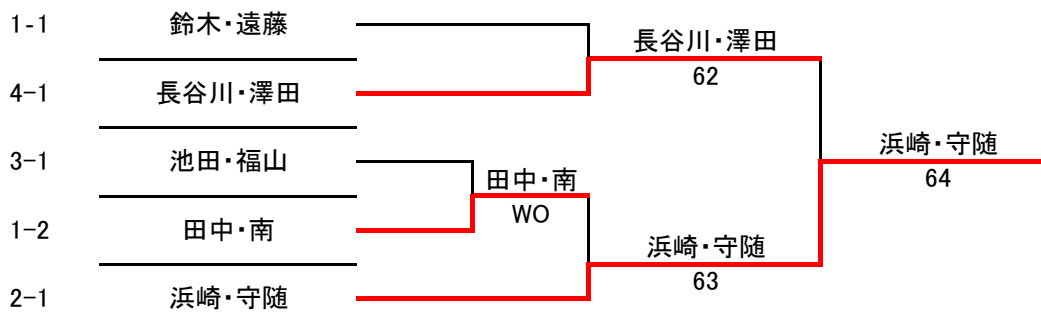 1-1 鈴木・遠藤
長谷川・澤田
62
4-1 長谷川・澤田
3-1 池田・福山
浜崎・守随
64
田中・南
WO
1-2 田中・南
浜崎・守随
63
2-1 浜崎・守随